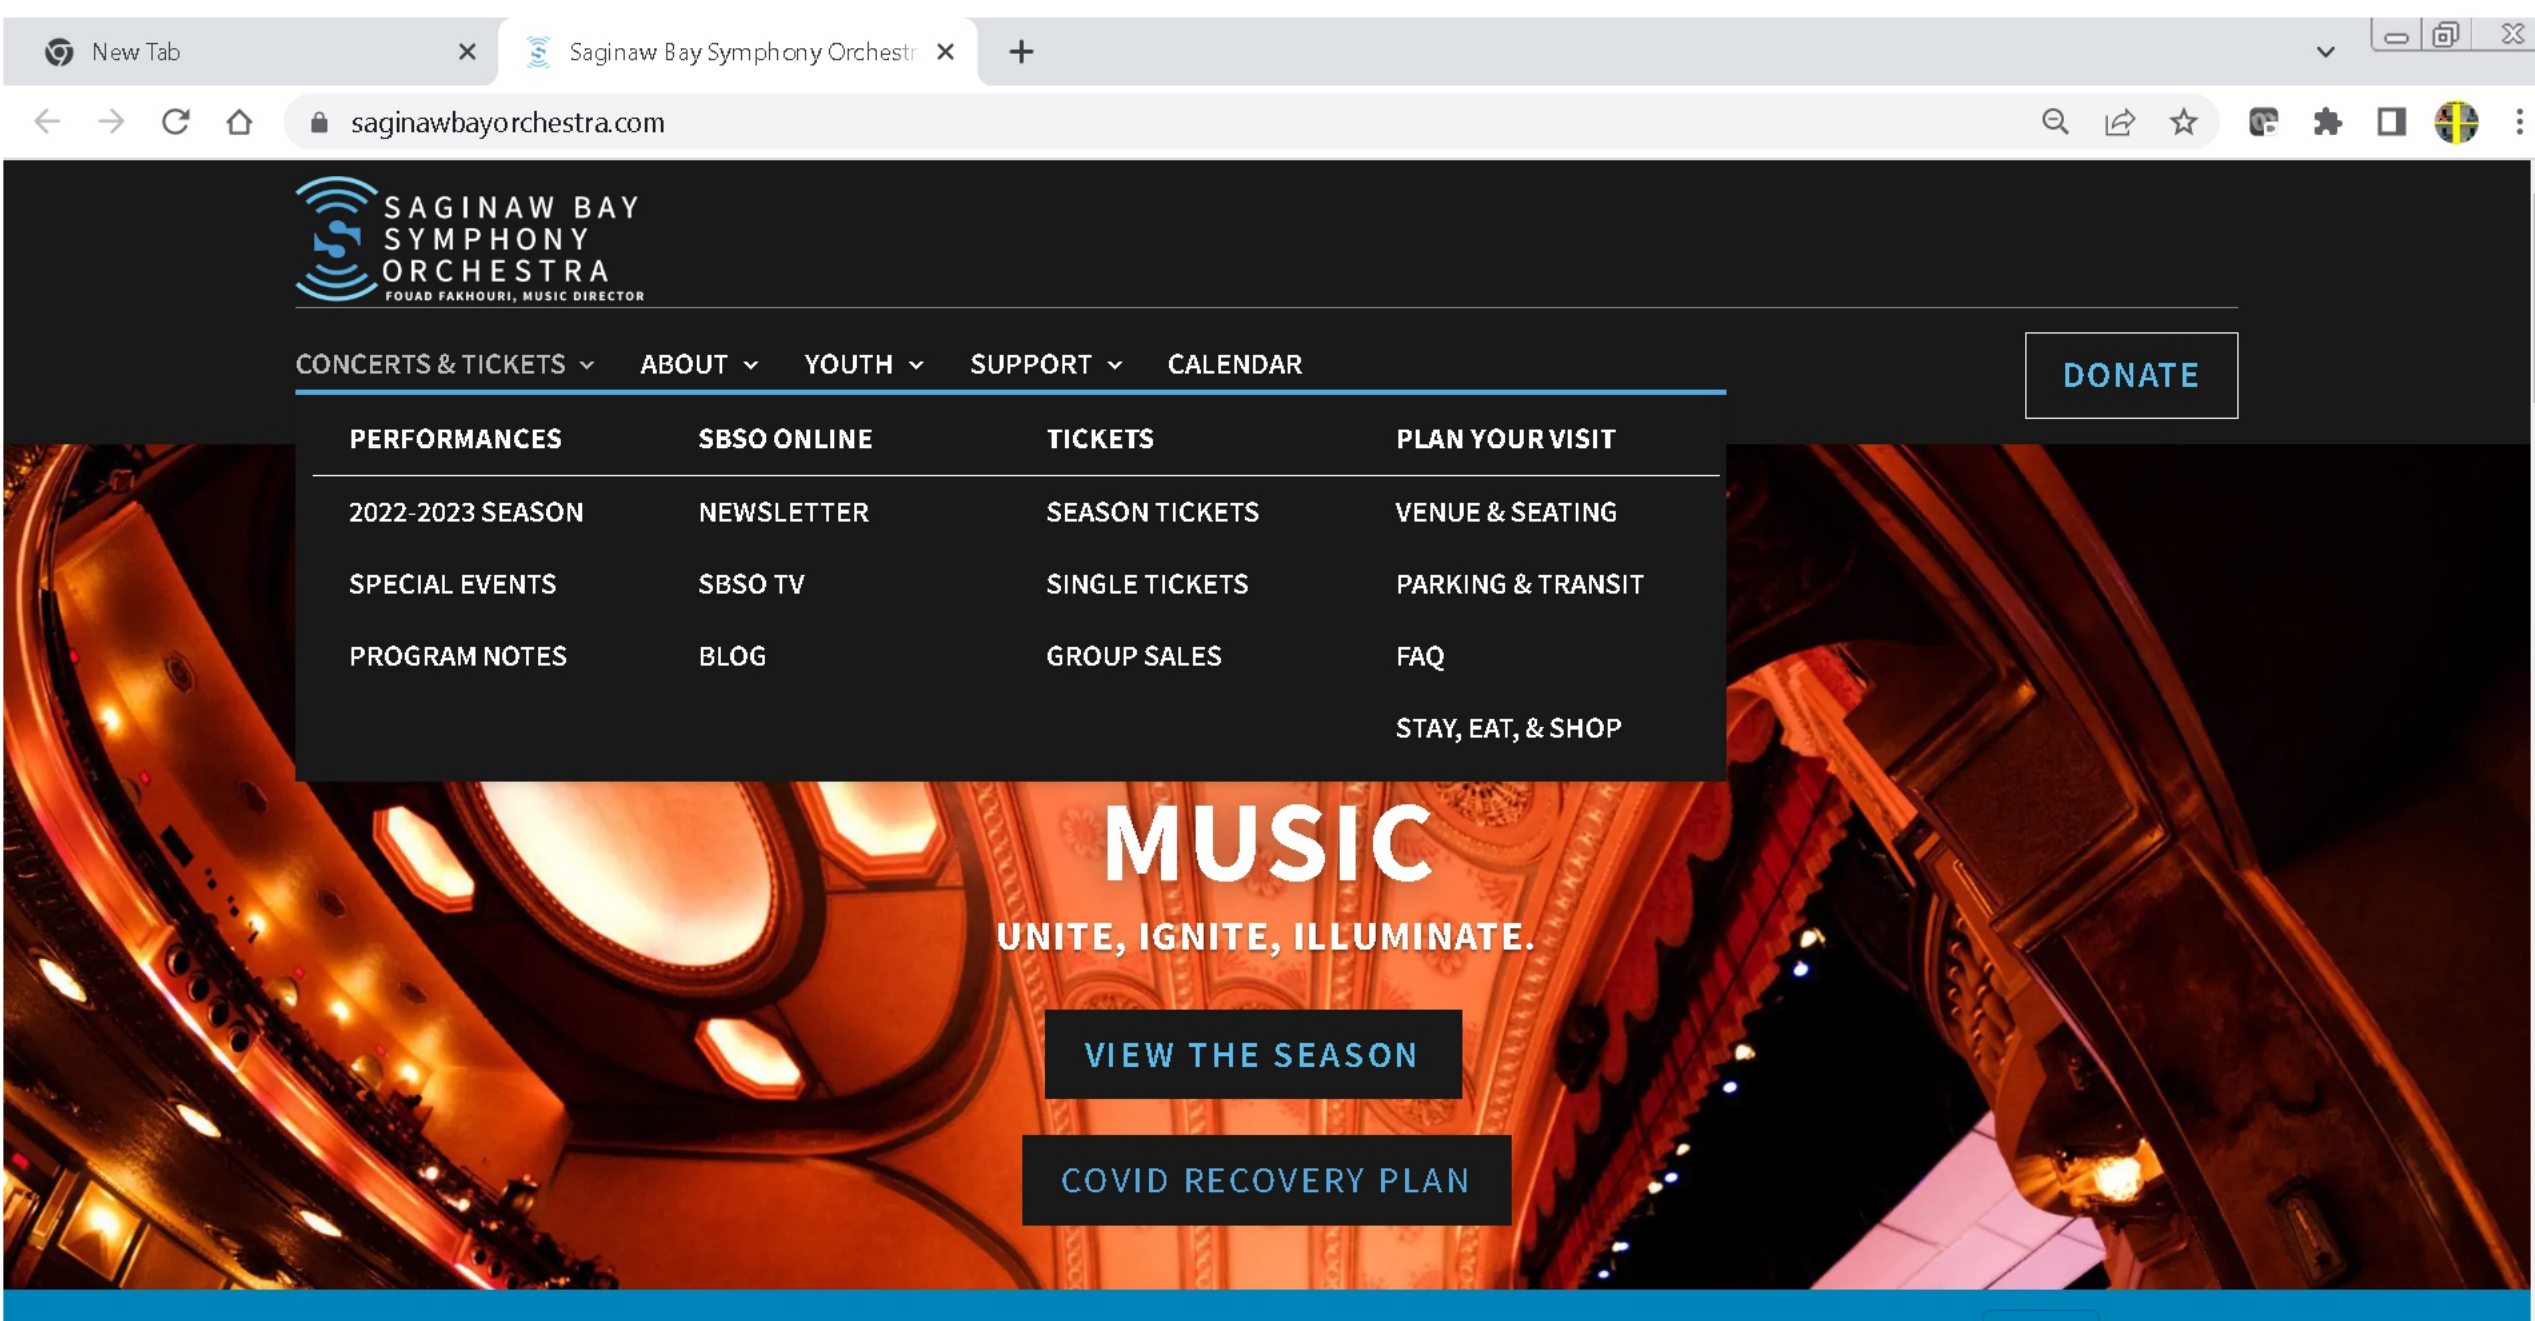 New Tab
Saginaw Bay Symphony Orchestr
saginawbayorchestra.com
SAGINAW BAY
SYMPHONY
ORCHESTRA
FOUAD FAKHOURI, MUSIC DIRECTOR
CONCERTS & TICKETS ABOUT YOUTH SUPPORT CALENDAR
DONATE
PERFORMANCES SBSO ONLINE TICKETS PLAN YOUR VISIT
2022-2023 SEASON NEWSLETTER SEASON TICKETS VENUE & SEATING
SPECIAL EVENTS SBSO TV SINGLE TICKETS PARKING & TRANSIT
PROGRAM NOTES BLOG GROUP SALES FAQ
STAY, EAT, & SHOP
MUSIC
UNITE, IGNITE, ILLUMINATE.
VIEW THE SEASON
COVID RECOVERY PLAN